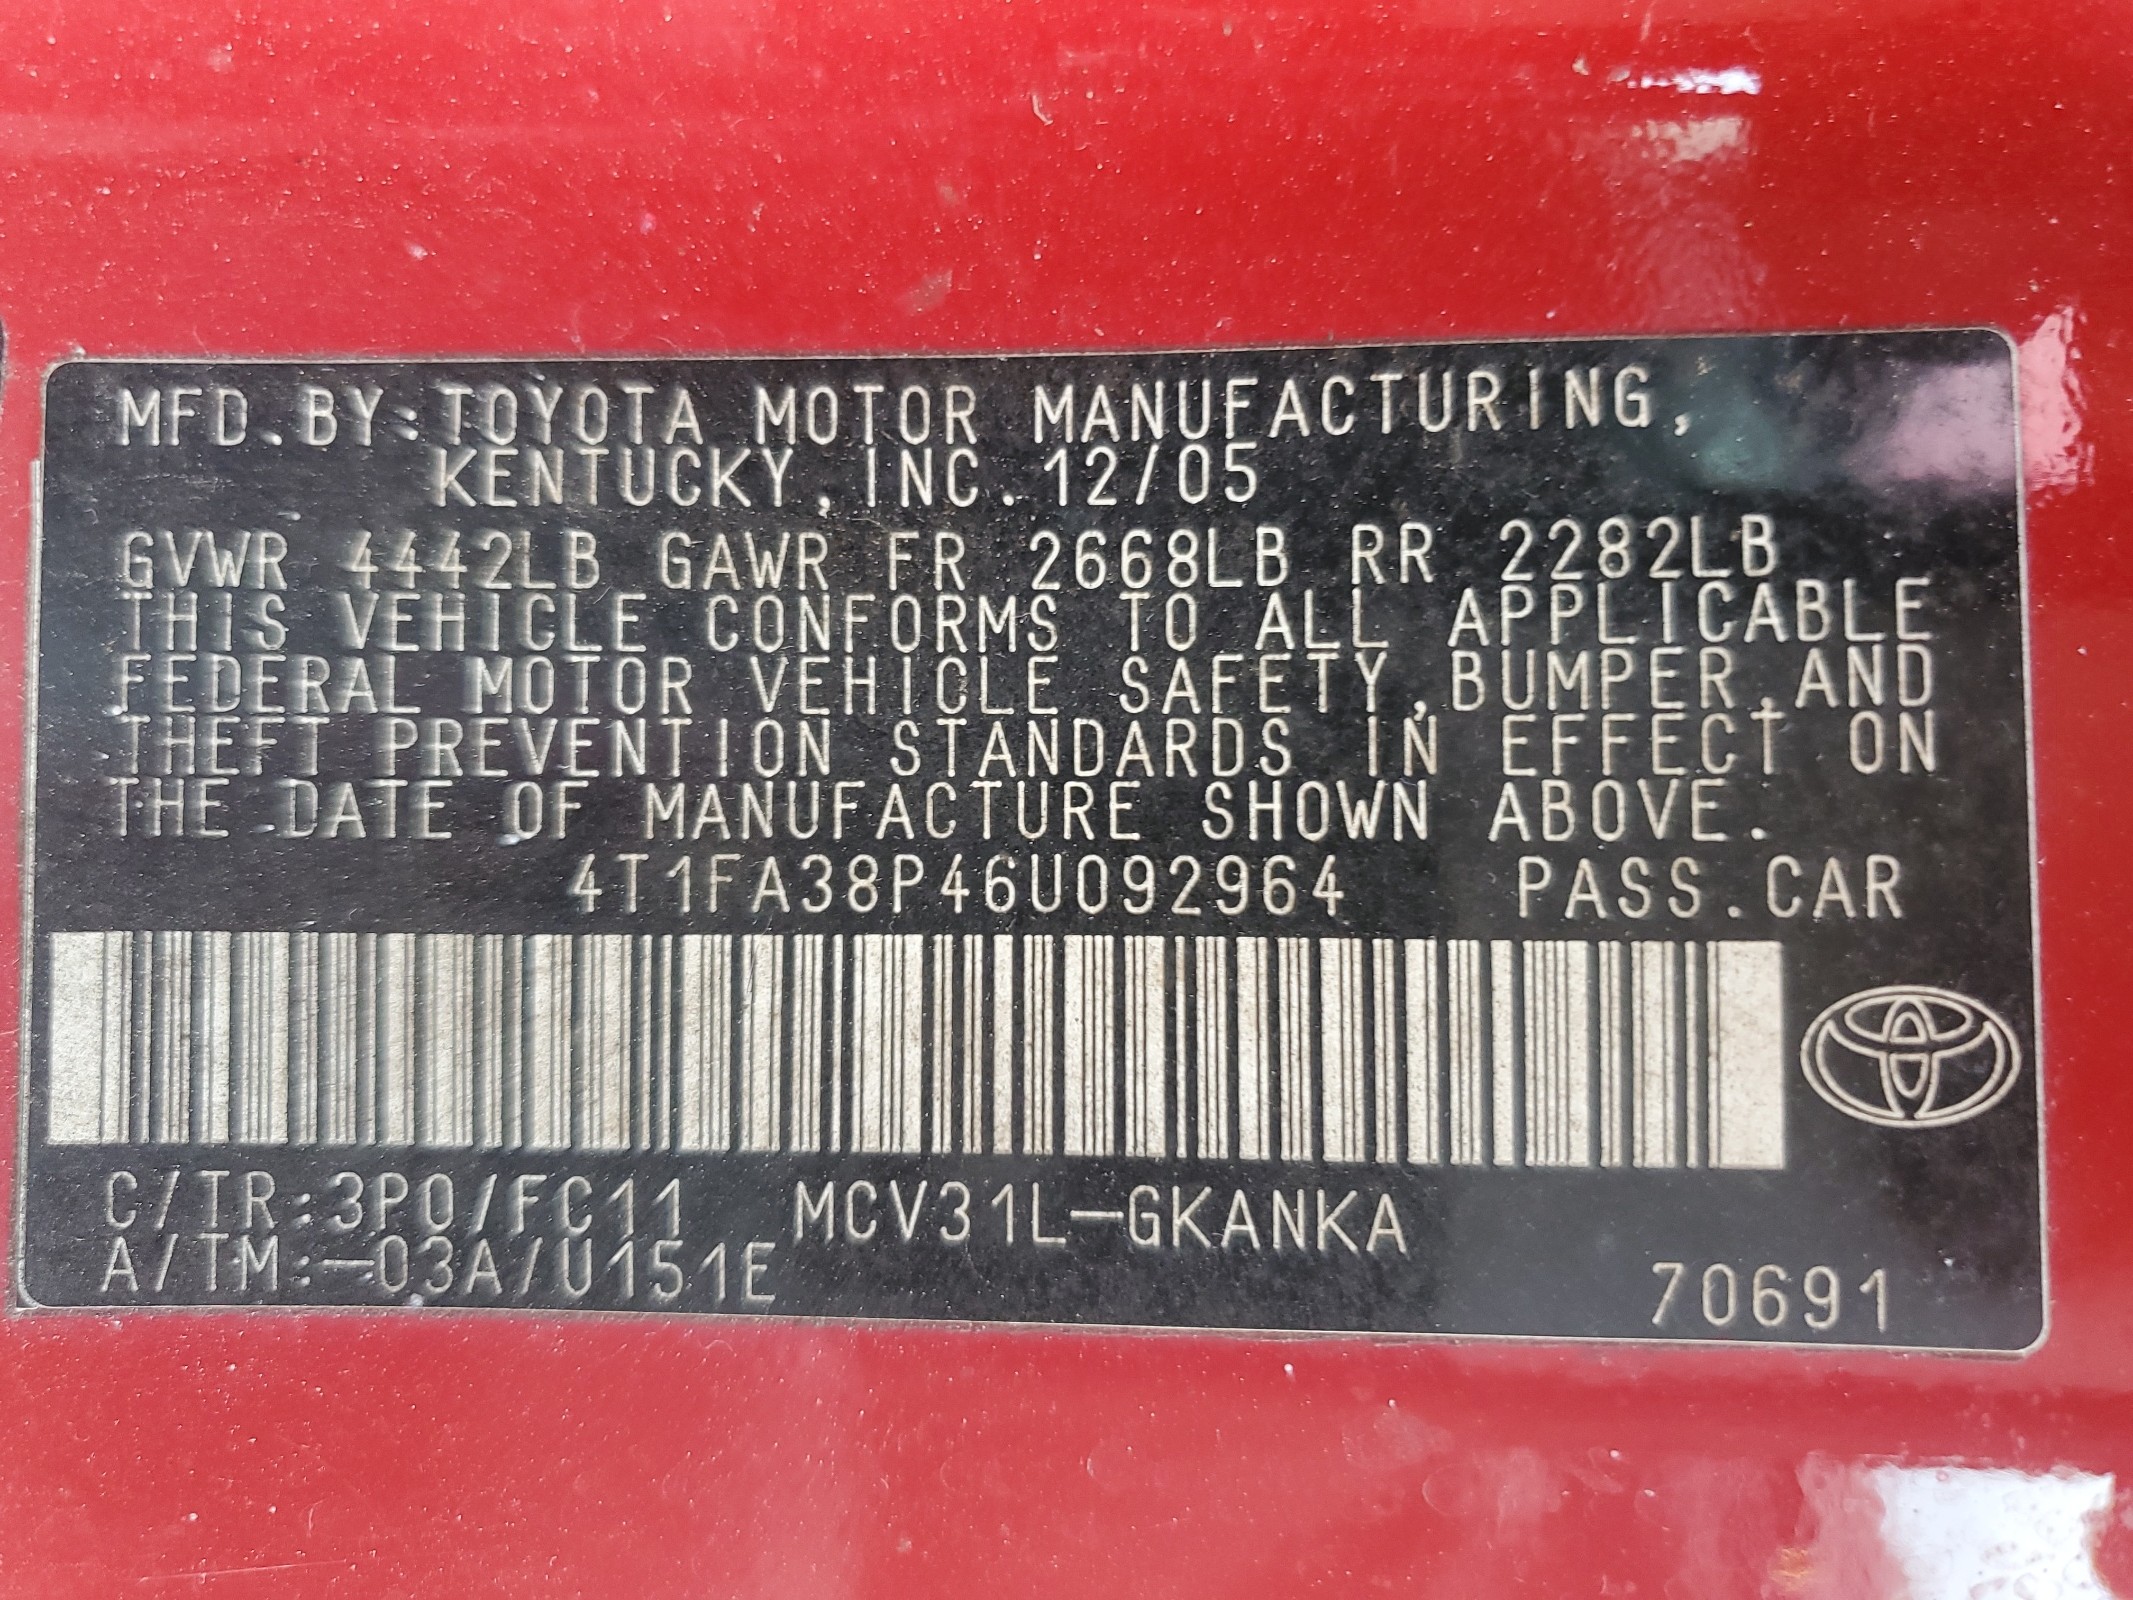 MFD.BY:TOYOTA MOTOR MANUFACTURING,
KENTUCKY,INC.12/05
GVWR 4442LB GAWR FR 2668LB RR 2282LB
THIS VEHICLE CONFORMS TO ALL APPLICABLE
FEDERAL MOTOR VEHICLE SAFETY,BUMPER,AND
THEFT PREVENTION STANDARDS IN EFFECT ON
THE DATE OF MANUFACTURE SHOWN ABOVE.
4T1FA38P46U092964 PASS.CAR
C/TR:3P0/FC11 MCV31L-GKANKA
A/TM:-03A/U151E
70691